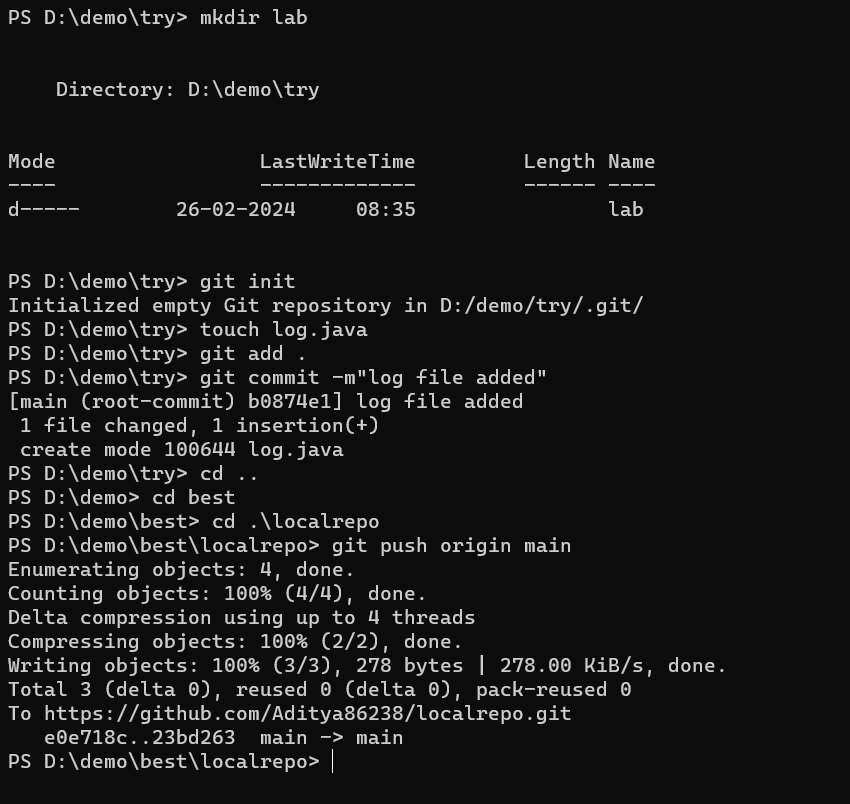 PS D:\demo\try> mkdir lab
Directory: D:\demo\try
Mode                 LastWriteTime         Length Name
----                 -------------         ------ ----
d-----        26-02-2024     08:35                lab
PS D:\demo\try> git init
Initialized empty Git repository in D:/demo/try/.git/
PS D:\demo\try> touch log.java
PS D:\demo\try> git add .
PS D:\demo\try> git commit -m"log file added"
[main (root-commit) b0874e1] log file added
 1 file changed, 1 insertion(+)
 create mode 100644 log.java
PS D:\demo\try> cd ..
PS D:\demo> cd best
PS D:\demo\best> cd .\localrepo
PS D:\demo\best\localrepo> git push origin main
Enumerating objects: 4, done.
Counting objects: 100% (4/4), done.
Delta compression using up to 4 threads
Compressing objects: 100% (2/2), done.
Writing objects: 100% (3/3), 278 bytes | 278.00 KiB/s, done.
Total 3 (delta 0), reused 0 (delta 0), pack-reused 0
To https://github.com/Aditya86238/localrepo.git
   e0e718c..23bd263  main -> main
PS D:\demo\best\localrepo>